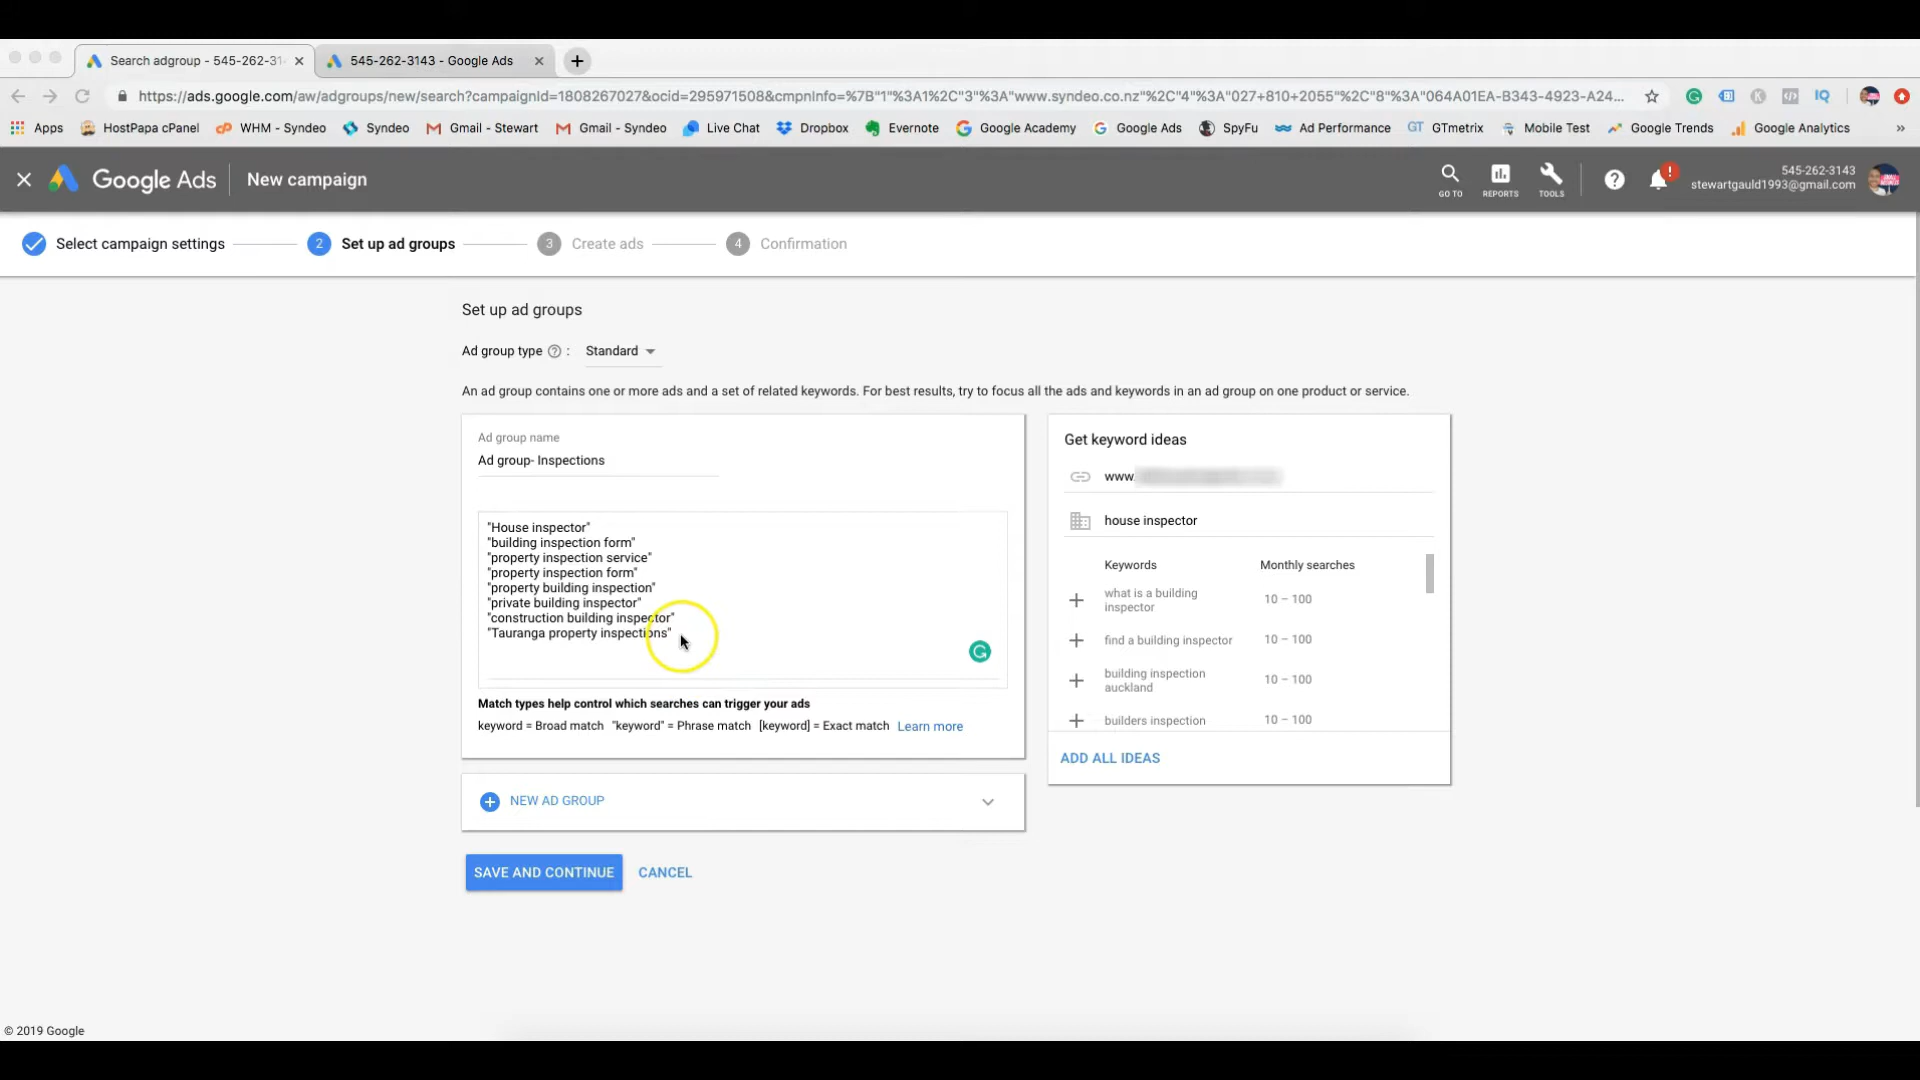 Search adgroup - 545-262-31
545-262-3143 - Google Ads
https://ads.google.com/aw/adgroups/new/search?campaignId=1808267027&ocid=295971508&cmpnInfo=%7B"1"%3A1%2C"3"%3A"www.syndeo.co.nz"%2C"4"%3A"027+810+2055"%2C"8"%3A"064A01EA-B343-4923-A24...
Apps
HostPapa cPanel
WHM - Syndeo
Syndeo
Gmail - Stewart
Gmail - Syndeo
Live Chat
Dropbox
Evernote
Google Academy
Google Ads
SpyFu
Ad Performance
GT GTmetrix
Mobile Test
Google Trends
Google Analytics
»
IQ
Google Ads
New campaign
GO TO
REPORTS
TOOLS
545-262-3143
stewartgauld1993@gmail.com
Select campaign settings
2 Set up ad groups
3 Create ads
4 Confirmation
Set up ad groups
Ad group type ? : Standard
An ad group contains one or more ads and a set of related keywords. For best results, try to focus all the ads and keywords in an ad group on one product or service.
Ad group name
Ad group- Inspections
"House inspector"
"building inspection form"
"property inspection service"
"property inspection form"
"property building inspection"
"private building inspector"
"construction building inspector"
"Tauranga property inspections"
Match types help control which searches can trigger your ads
keyword = Broad match "keyword" = Phrase match [keyword] = Exact match Learn more
NEW AD GROUP
SAVE AND CONTINUE
CANCEL
Get keyword ideas
www.
house inspector
Keywords Monthly searches
what is a building inspector 10 – 100
find a building inspector 10 – 100
building inspection auckland 10 – 100
builders inspection 10 – 100
ADD ALL IDEAS
© 2019 Google